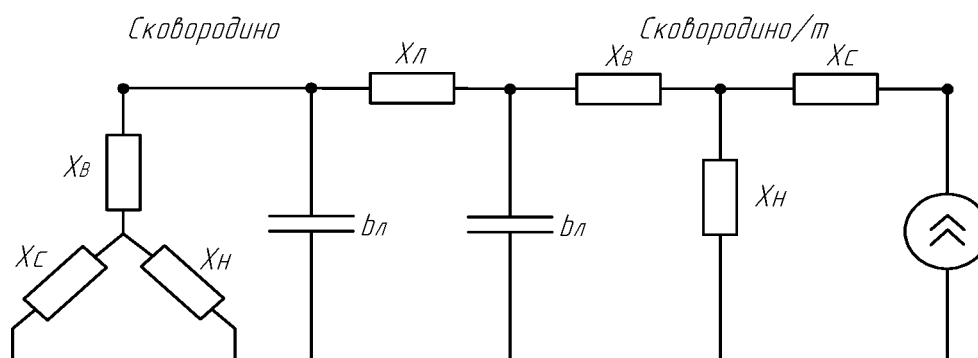 Сковородино
Сковородино/т
Xл
Xв
Xс
Xв
Xн
bл
bл
Xс
Xн